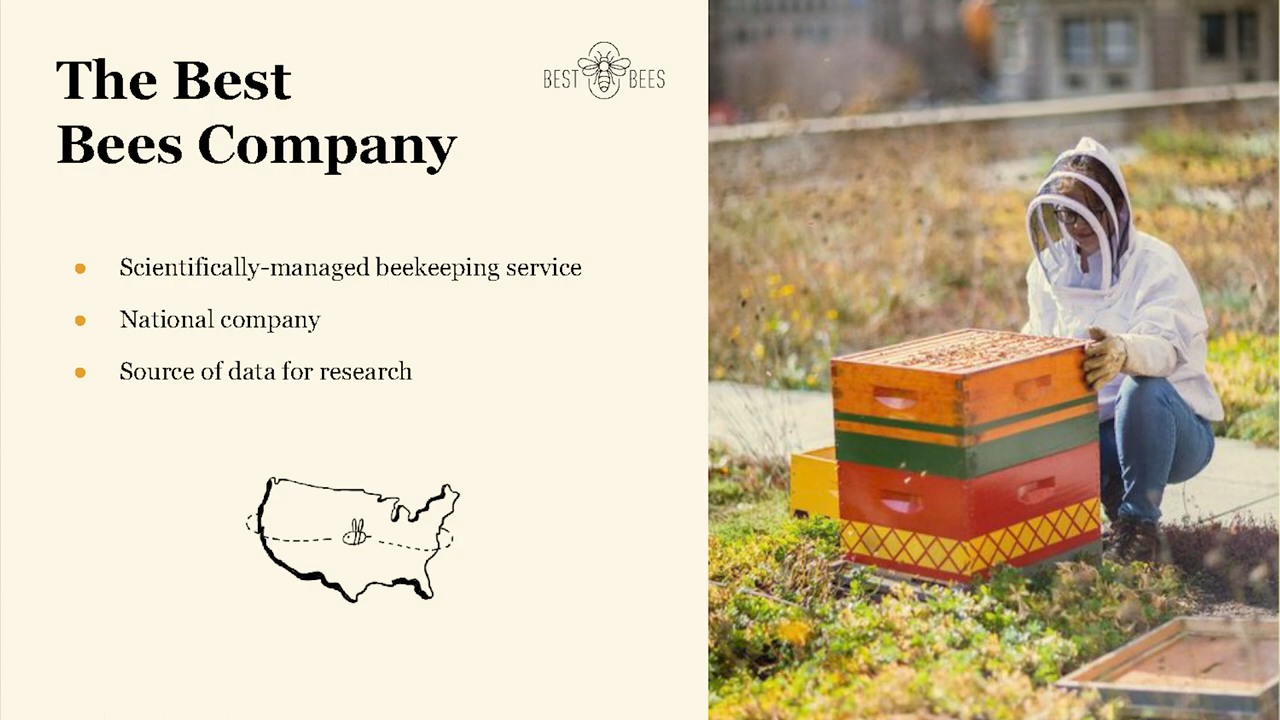 The Best
Bees Company
BEST BEES
Scientifically-managed beekeeping service
National company
Source of data for research